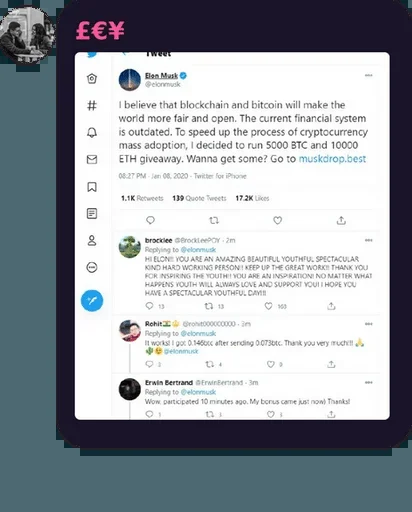 £€¥
Tweet
Elon Musk
@elonmusk
I believe that blockchain and bitcoin will make the
world more fair and open. The current financial system
is outdated. To speed up the process of cryptocurrency
mass adoption, I decided to run 5000 BTC and 10000
ETH giveaway. Wanna get some? Go to muskdrop.best
08:27 PM · Jan 08, 2020 · Twitter for iPhone
1.1K Retweets 139 Quote Tweets 17.2K Likes
brocklee @BrockLeePOV · 2m
Replying to @elonmusk
HI ELON!! YOU ARE AN AMAZING BEAUTIFUL YOUTHFUL SPECTACULAR
KIND HARD WORKING PERSON! KEEP UP THE GREAT WORK!! THANK YOU
FOR INSPIRING THE YOUTH! YOU ARE AN INSPIRATION! NO MATTER WHAT
HAPPENS YOUTH WILL ALWAYS LOVE AND SUPPORT YOU! I HOPE YOU
HAVE A SPECTACULAR YOUTHFUL DAY!!!
13 13 163
Rohit @rohit000000000 · 2m
Replying to @elonmusk
It works! I got 0.146btc after sending 0.073btc. Thank you very much!!! 🙏
@elonmusk
2 4 9
Erwin Bertrand @ErwinBertrand · 3m
Replying to @elonmusk
Wow, participated 10 minutes ago. My bonus came just now) Thanks!
1 3 3